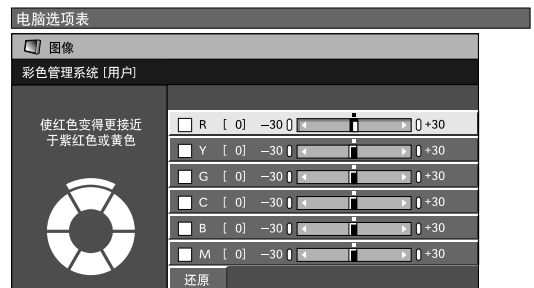 电脑选项表
图像
彩色管理系统 [用户]
使红色变得更接近
于紫红色或黄色
R [ 0] −30 +30
Y [ 0] −30 +30
G [ 0] −30 +30
C [ 0] −30 +30
B [ 0] −30 +30
M [ 0] −30 +30
还原